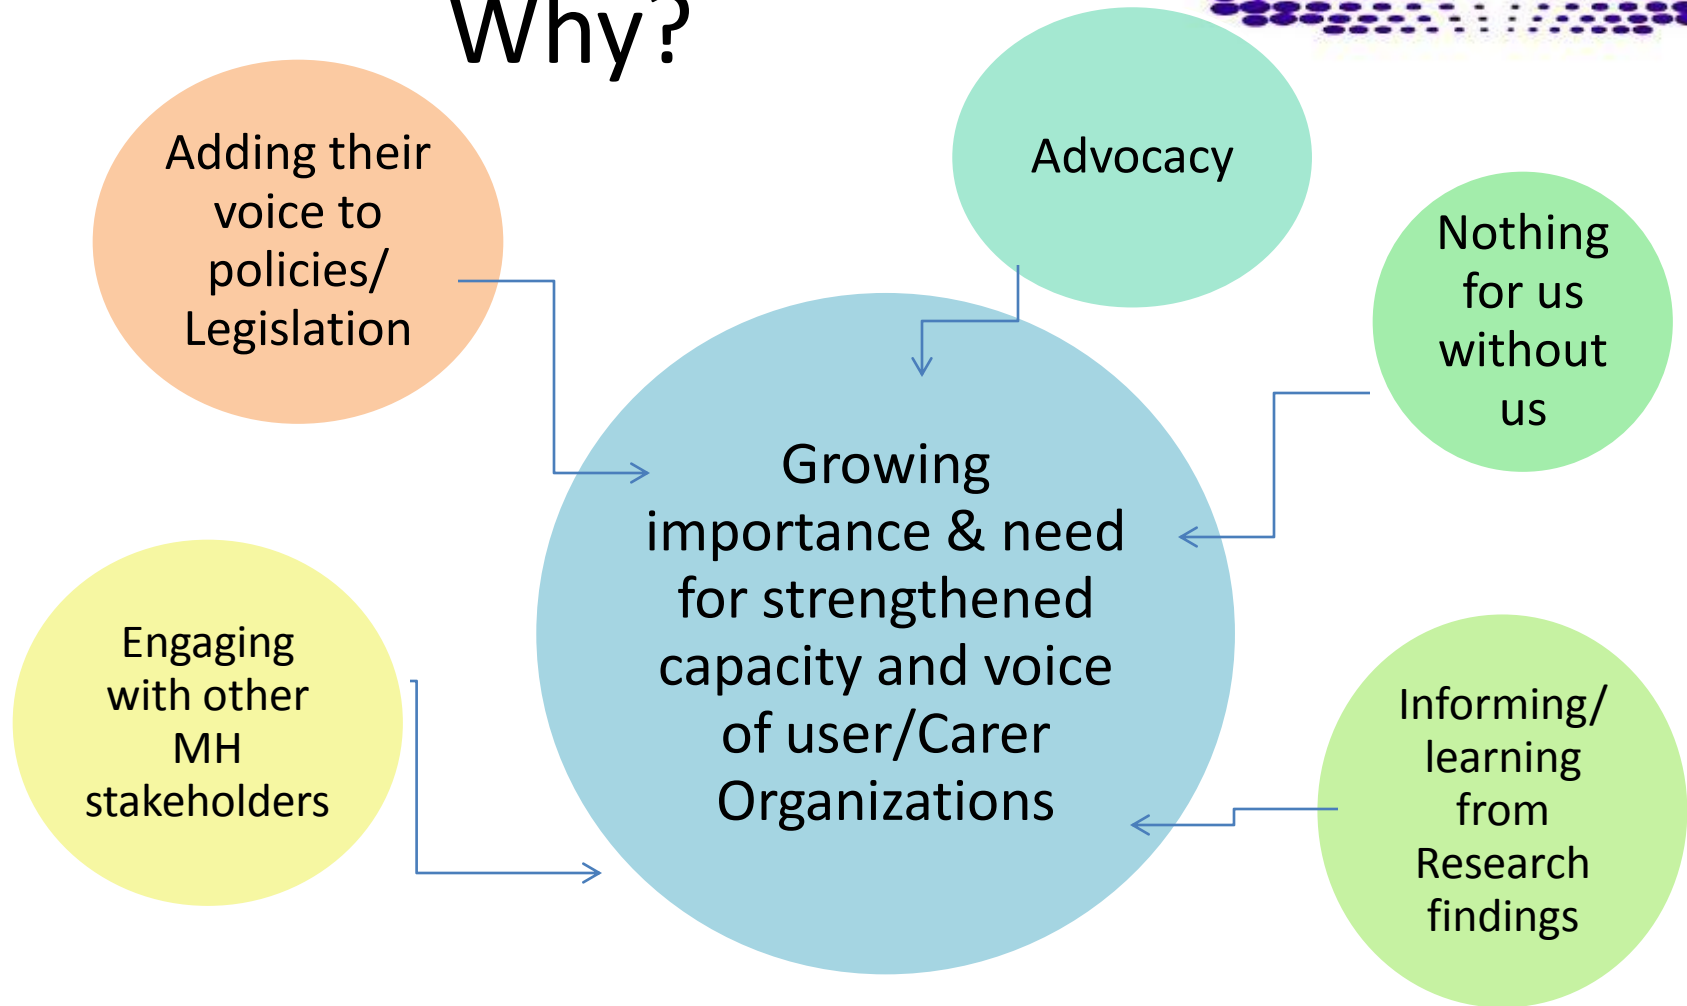 Why?
Adding their
voice to
policies/
Legislation
Advocacy
Nothing
for us
without
us
Growing
importance & need
for strengthened
capacity and voice
of user/Carer
Organizations
Engaging
with other
MH
stakeholders
Informing/
learning
from
Research
findings